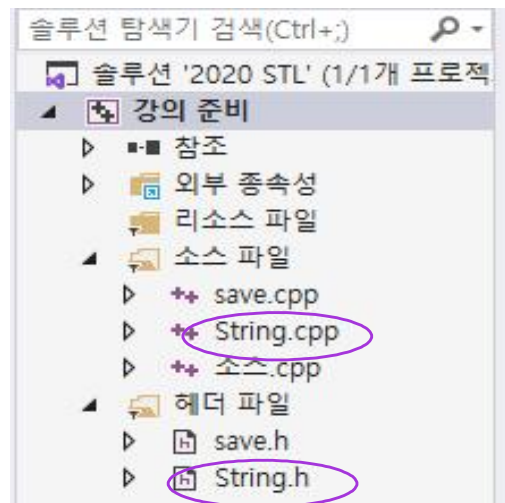 솔루션 탐색기 검색(Ctrl+;)
솔루션 '2020 STL' (1/1개 프로젝
강의 준비
참조
외부 종속성
리소스 파일
소스 파일
save.cpp
String.cpp
소스.cpp
헤더 파일
save.h
String.h